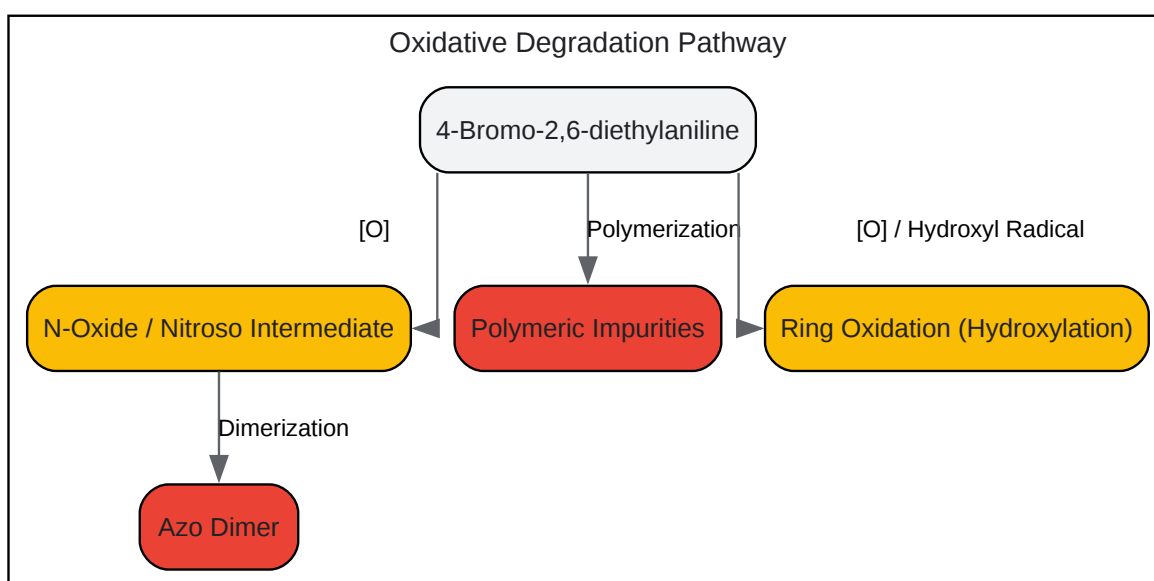 Oxidative Degradation Pathway
4-Bromo-2,6-diethylaniline
[O]
Polymerization
[O] / Hydroxyl Radical
N-Oxide / Nitroso Intermediate
Polymeric Impurities
Ring Oxidation (Hydroxylation)
Dimerization
Azo Dimer